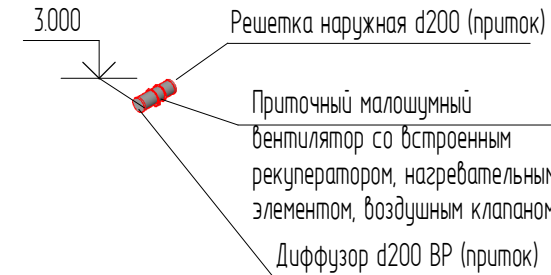 3.000
Решетка наружная d200 (приток)
Приточный малошумный
вентилятор со встроенным
рекуператором, нагревательным
элементом, воздушным клапаном
Диффузор d200 ВР (приток)